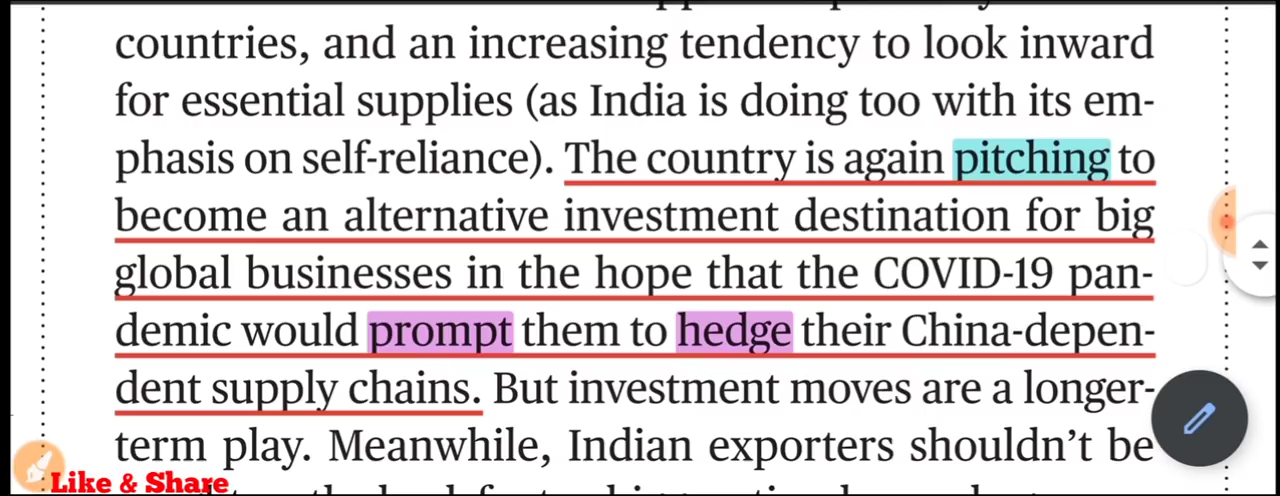 countries, and an increasing tendency to look inward
for essential supplies (as India is doing too with its em-
phasis on self-reliance). The country is again pitching to
become an alternative investment destination for big
global businesses in the hope that the COVID-19 pan-
demic would prompt them to hedge their China-depen-
dent supply chains. But investment moves are a longer-
term play. Meanwhile, Indian exporters shouldn't be
Like & Share